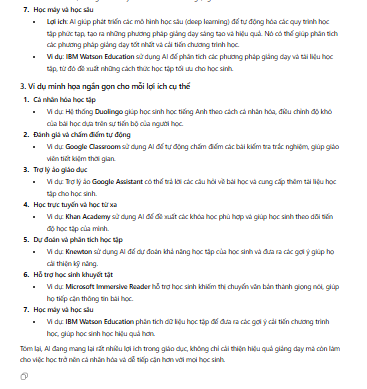 7. Học máy và học sâu
• Lợi ích: AI giúp phát triển các mô hình học sâu (deep learning) để tự động hóa các quy trình học
tập phức tạp, tạo ra những phương pháp giảng dạy sáng tạo và hiệu quả. Nó có thể giúp phân tích
các phương pháp giảng dạy tốt nhất và cải tiến chương trình học.
• Ví dụ: IBM Watson Education sử dụng AI để phân tích các phương pháp giảng dạy và tài liệu học
tập, từ đó đề xuất những cách thức học tập tối ưu cho học sinh.
3. Ví dụ minh họa ngắn gọn cho mỗi lợi ích cụ thể
1. Cá nhân hóa học tập
• Ví dụ: Hệ thống Duolingo giúp học sinh học tiếng Anh theo cách cá nhân hóa, điều chỉnh độ khó
của bài học dựa trên sự tiến bộ của người học.
2. Đánh giá và chấm điểm tự động
• Ví dụ: Google Classroom sử dụng AI để tự động chấm điểm các bài kiểm tra trắc nghiệm, giúp giáo
viên tiết kiệm thời gian.
3. Trợ lý ảo giáo dục
• Ví dụ: Trợ lý ảo Google Assistant có thể trả lời các câu hỏi về bài học và cung cấp thêm tài liệu học
tập cho học sinh.
4. Học trực tuyến và học từ xa
• Ví dụ: Khan Academy sử dụng AI để đề xuất các khóa học phù hợp và giúp học sinh theo dõi tiến
độ học tập của mình.
5. Dự đoán và phân tích học tập
• Ví dụ: Knewton sử dụng AI để dự đoán khả năng học tập của học sinh và đưa ra các gợi ý giúp họ
cải thiện kỹ năng.
6. Hỗ trợ học sinh khuyết tật
• Ví dụ: Microsoft Immersive Reader hỗ trợ học sinh khiếm thị chuyển văn bản thành giọng nói, giúp
họ tiếp cận thông tin bài học.
7. Học máy và học sâu
• Ví dụ: IBM Watson Education phân tích dữ liệu học tập để đưa ra các gợi ý cải tiến chương trình
học, giúp học sinh học hiệu quả hơn.
Tóm lại, AI đang mang lại rất nhiều lợi ích trong giáo dục, không chỉ cải thiện hiệu quả giảng dạy mà còn làm
cho việc học trở nên cá nhân hóa và dễ tiếp cận hơn với mọi học sinh.